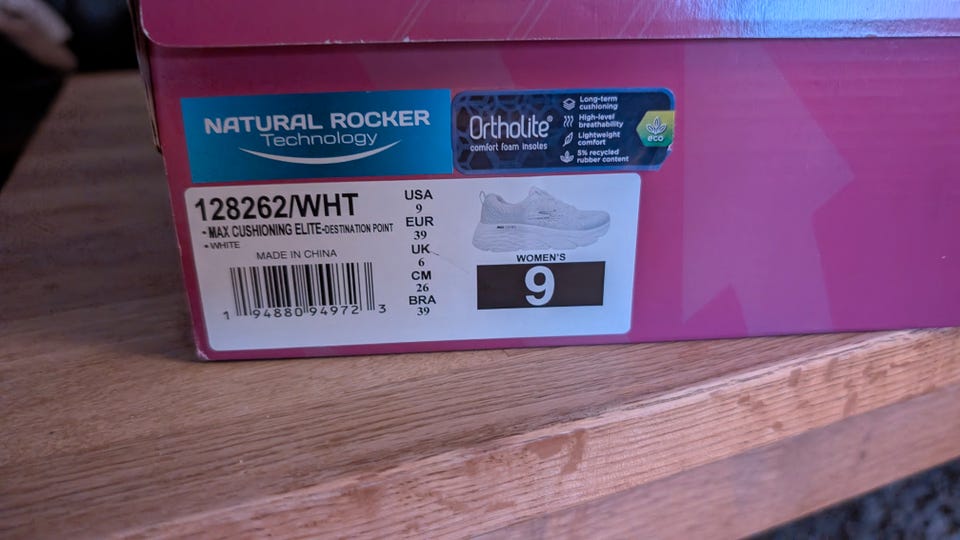 NATURAL ROCKER
Technology
OrthoLite®
comfort foam insoles
Long-term
cushioning
High-level
breathability
Lightweight
comfort
5% recycled
rubber content
eco
128262/WHT
- MAX CUSHIONING ELITE-DESTINATION POINT
• WHITE
MADE IN CHINA
1 94880 94972 3
USA
9
EUR
39
UK
6
CM
26
BRA
39
WOMEN'S
9